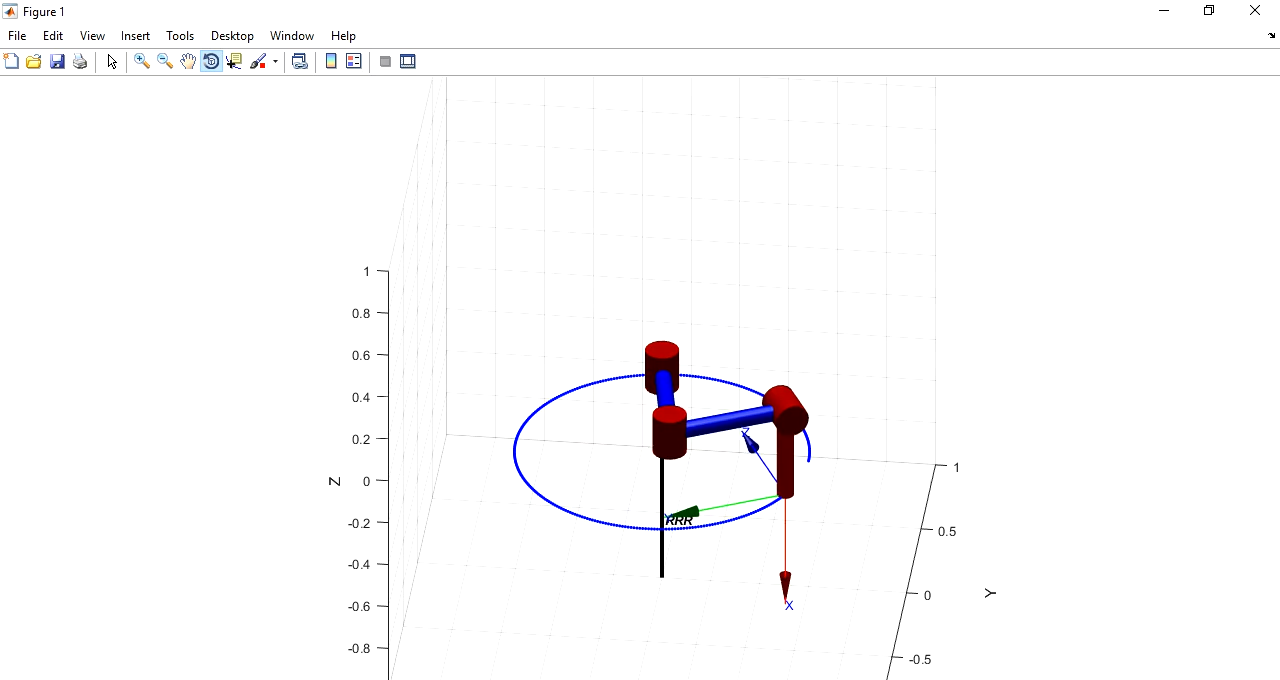 Figure 1
File Edit View Insert Tools Desktop Window Help
1
0.8
0.6
0.4
0.2
0
-0.2
-0.4
-0.6
-0.8
Z
Z
RRR
X
1
0.5
0
-0.5
Y